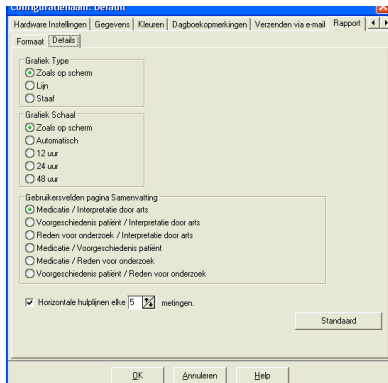 Configuratienaam: Default
Hardware Instellingen Gegevens Kleuren Dagboekopmerkingen Verzenden via e-mail Rapport
Formaat Details
Grafiek Type
Zoals op scherm
Lijn
Staaf
Grafiek Schaal
Zoals op scherm
Automatisch
12 uur
24 uur
48 uur
Gebruikersvelden pagina Samenvatting
Medicatie / Interpretatie door arts
Voorgeschiedenis patiënt / Interpretatie door arts
Reden voor onderzoek / Interpretatie door arts
Medicatie / Voorgeschiedenis patiënt
Medicatie / Reden voor onderzoek
Voorgeschiedenis patiënt / Reden voor onderzoek
Horizontale hulplijnen elke 5 metingen.
Standaard
OK Annuleren Help